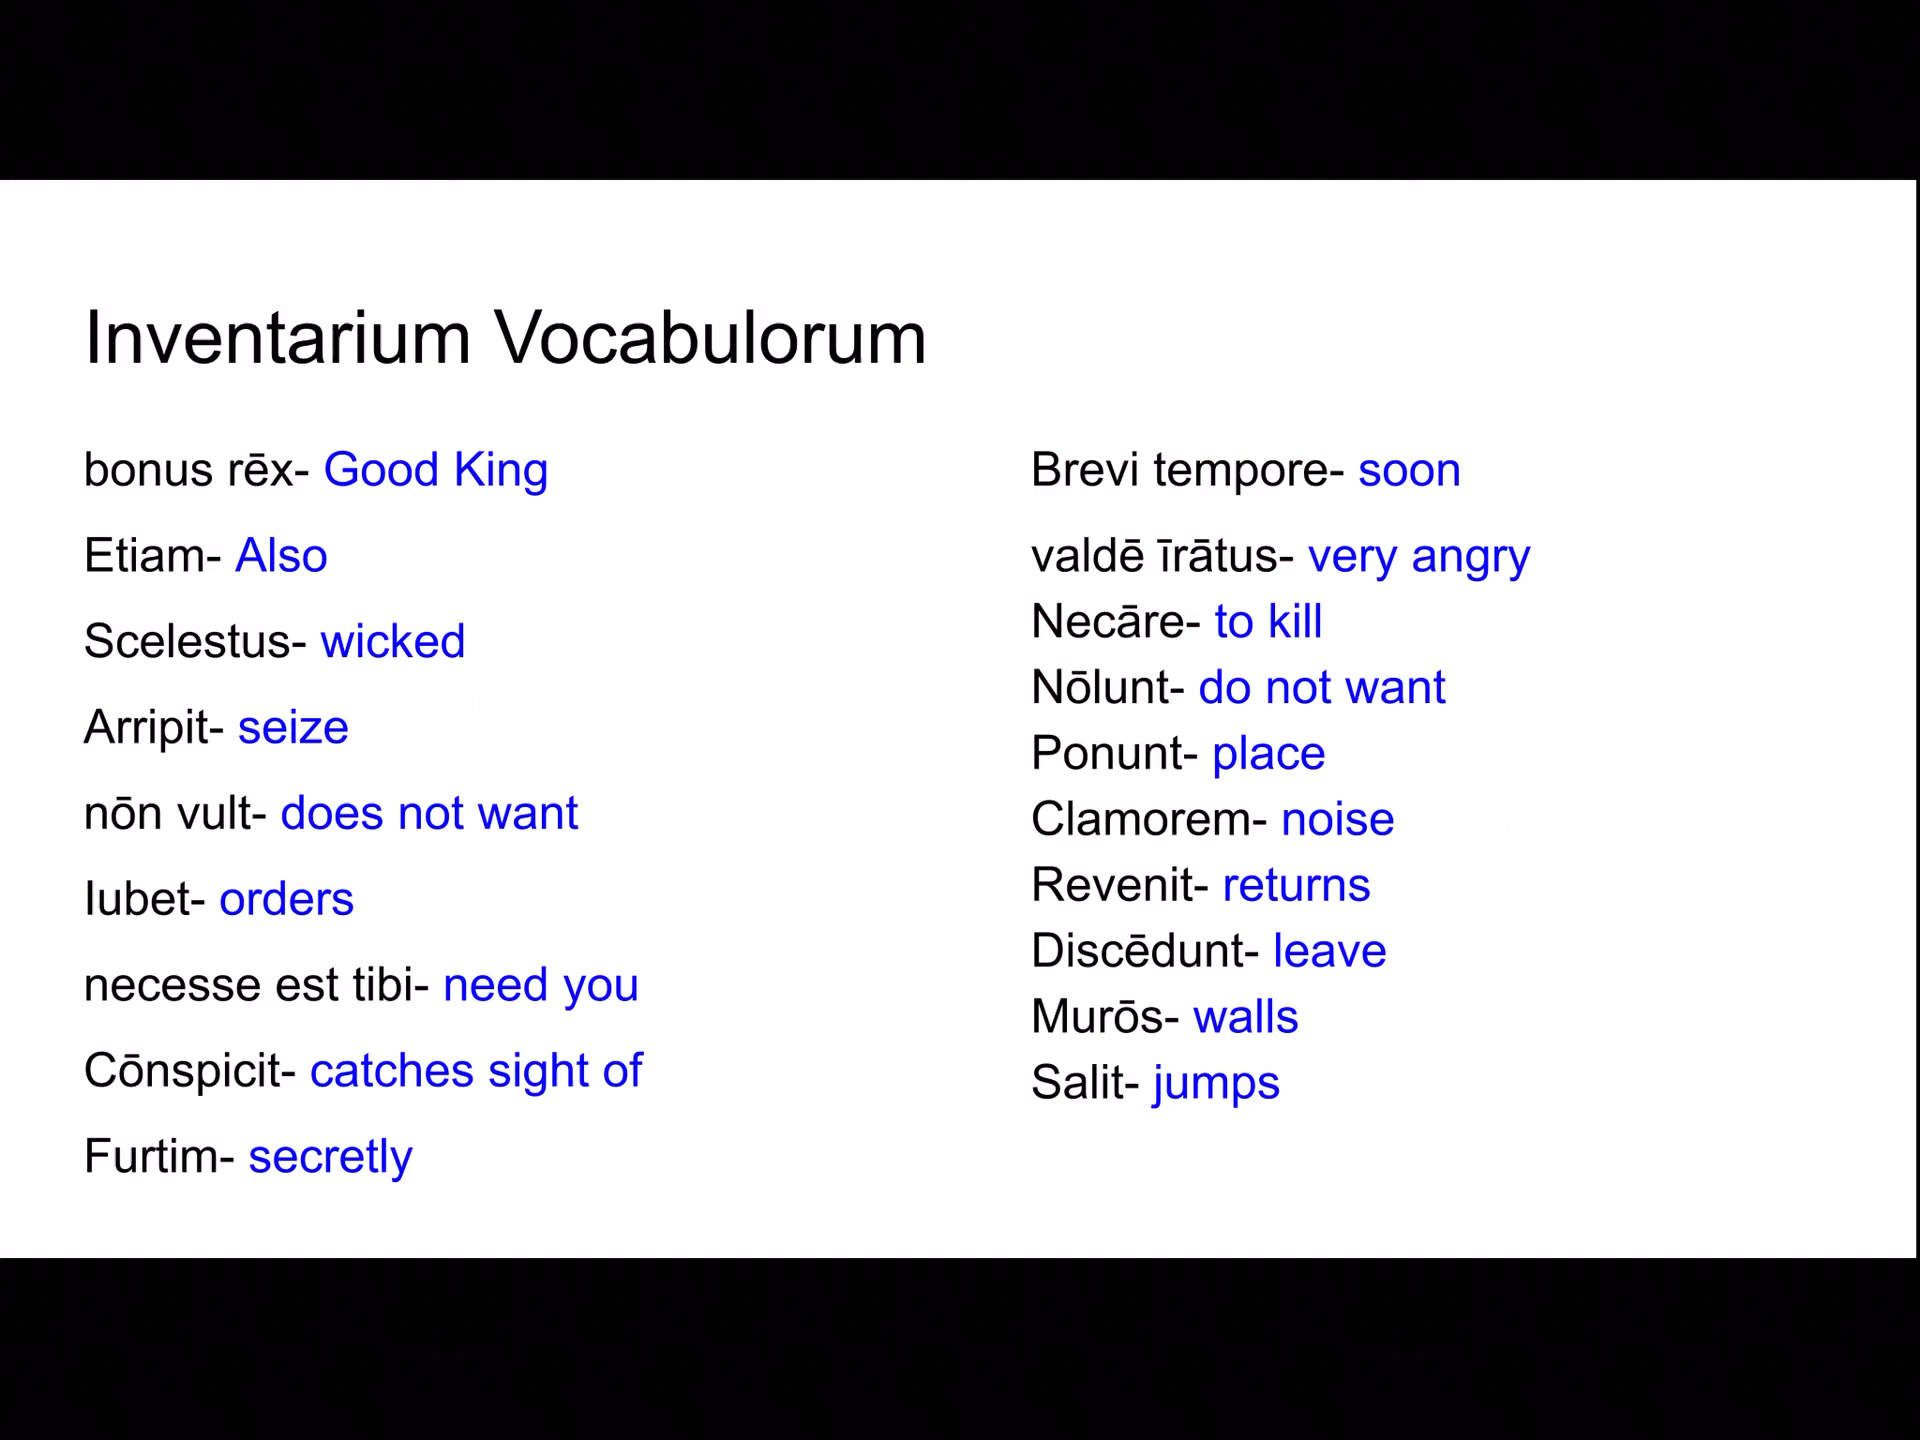 Inventarium Vocabulorum
bonus rēx- Good King
Etiam- Also
Scelestus- wicked
Arripit- seize
nōn vult- does not want
Iubet- orders
necesse est tibi- need you
Cōnspicit- catches sight of
Furtim- secretly
Brevi tempore- soon
valdē īrātus- very angry
Necāre- to kill
Nōlunt- do not want
Ponunt- place
Clamorem- noise
Revenit- returns
Discēdunt- leave
Murōs- walls
Salit- jumps